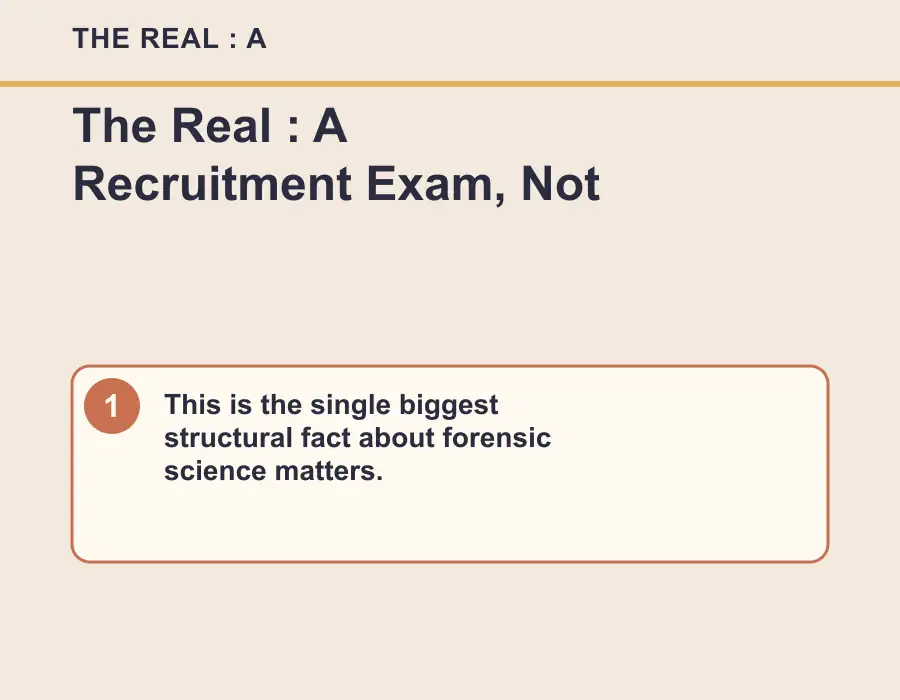 THE REAL : A
The Real : A
Recruitment Exam, Not
1
This is the single biggest
structural fact about forensic
science matters.